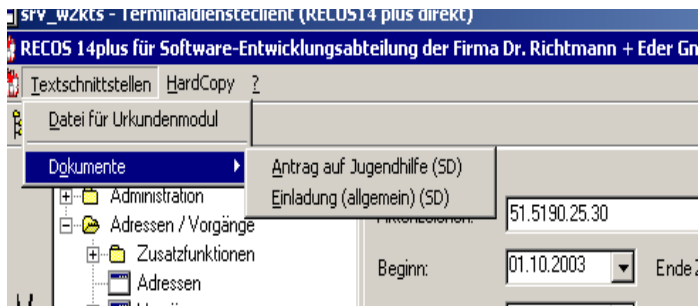 srv_w2kts - Terminaldiensteclient (RECOS14 plus direkt)
RECOS 14plus für Software-Entwicklungsabteilung der Firma Dr. Richtmann + Eder
Textschnittstellen HardCopy ?
Datei für Urkundenmodul
Dokumente
Antrag auf Jugendhilfe (SD)
Einladung (allgemein) (SD)
Administration
51.5190.25.30
Adressen / Vorgänge
Zusatzfunktionen
Beginn: 01.10.2003 Ende
Adressen